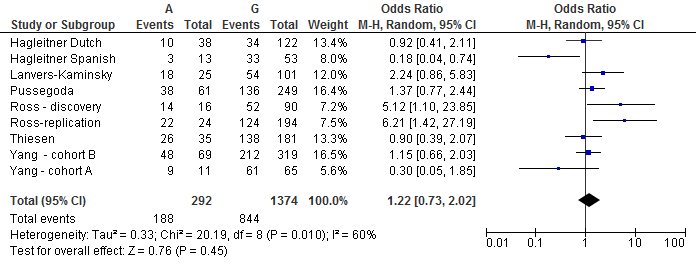 A G Odds Ratio Odds Ratio
Study or Subgroup Events Total Events Total Weight M-H, Random, 95% CI M-H, Random, 95% CI
Hagleitner Dutch 10 38 34 122 13.4% 0.92 [0.41, 2.11]
Hagleitner Spanish 3 13 33 53 8.0% 0.18 [0.04, 0.74]
Lanvers-Kaminsky 18 25 54 101 12.0% 2.24 [0.86, 5.83]
Pussegoda 38 61 136 249 16.3% 1.37 [0.77, 2.44]
Ross - discovery 14 16 52 90 7.2% 5.12 [1.10, 23.85]
Ross-replication 22 24 124 194 7.6% 6.21 [1.42, 27.19]
Thiesen 26 35 138 181 13.3% 0.90 [0.39, 2.07]
Yang - cohort B 48 69 212 319 16.4% 1.15 [0.66, 2.03]
Yang - cohort A 9 11 61 65 5.8% 0.30 [0.05, 1.85]
Total (95% CI) 292 1374 100.0% 1.22 [0.73, 2.02]
Total events 188 844
Heterogeneity: Tau² = 0.33; Chi² = 20.19, df = 8 (P = 0.010); I² = 60%
Test for overall effect: Z = 0.76 (P = 0.45)
0.01 0.1 1 10 100